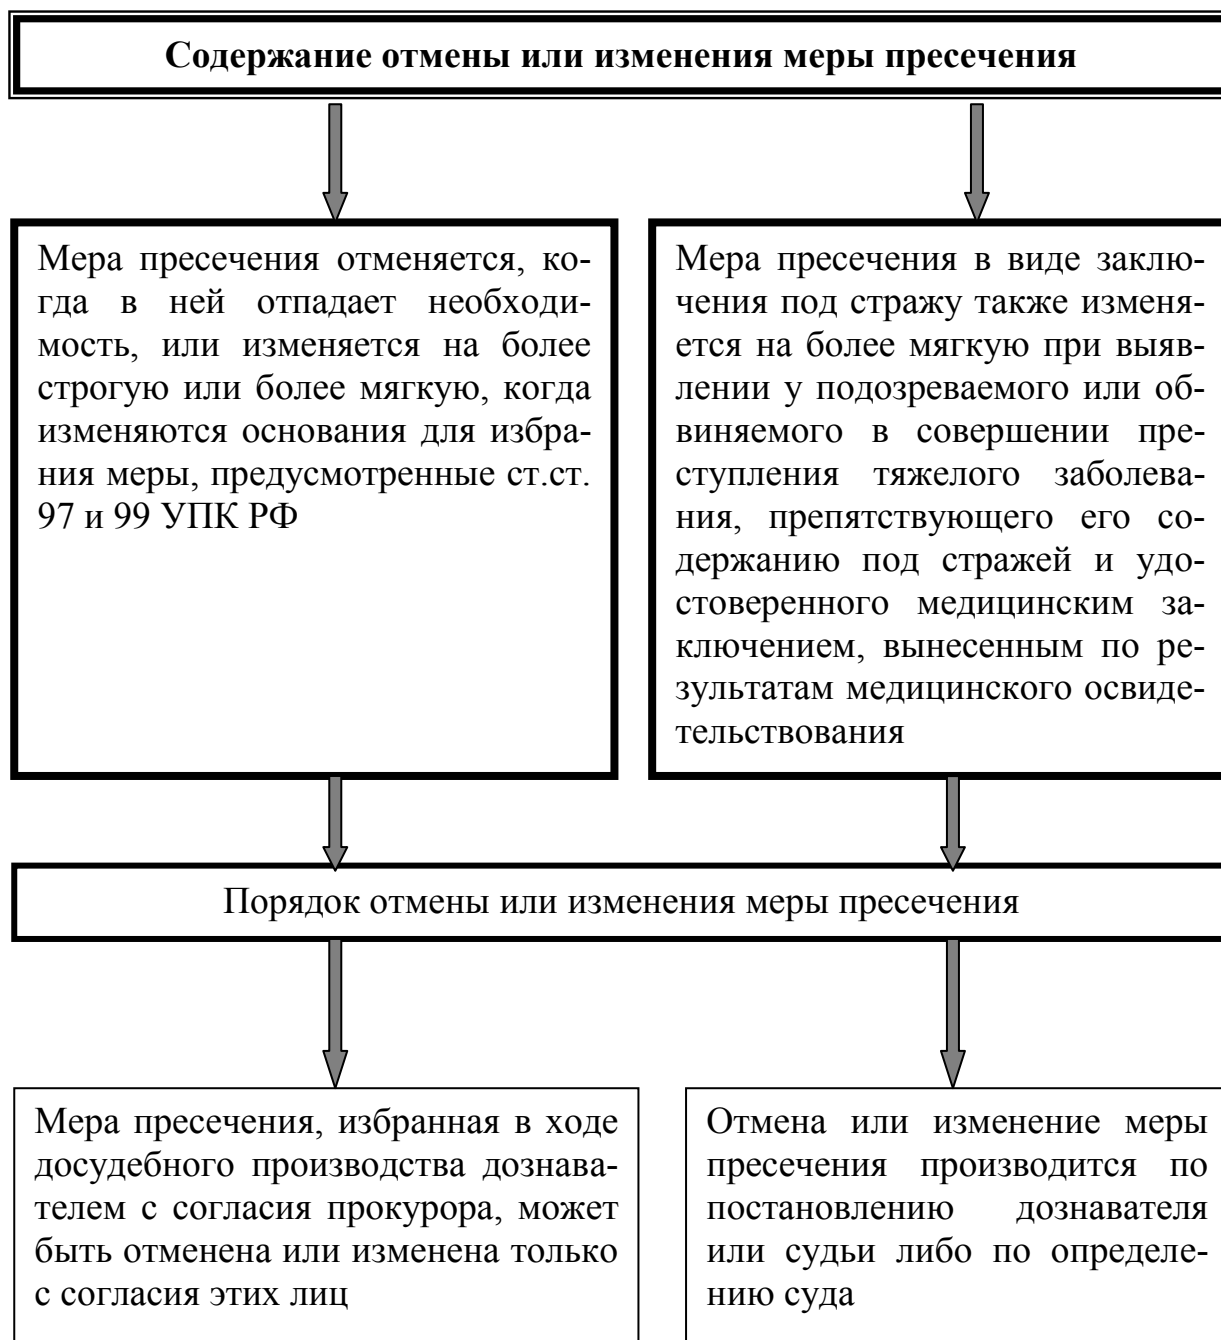 Содержание отмены или изменения меры пресечения
Мера пресечения отменяется, ко-
гда в ней отпадает необходи-
мость, или изменяется на более
строгую или более мягкую, когда
изменяются основания для избра-
ния меры, предусмотренные ст.ст.
97 и 99 УПК РФ
Мера пресечения в виде заклю-
чения под стражу также изменя-
ется на более мягкую при выяв-
лении у подозреваемого или об-
виняемого в совершении пре-
ступления тяжелого заболева-
ния, препятствующего его со-
держанию под стражей и удо-
стоверенного медицинским за-
ключением, вынесенным по ре-
зультатам медицинского освиде-
тельствования
Порядок отмены или изменения меры пресечения
Мера пресечения, избранная в ходе
досудебного производства дознава-
телем с согласия прокурора, может
быть отменена или изменена только
с согласия этих лиц
Отмена или изменение меры
пресечения производится по
постановлению дознавателя
или судьи либо по определе-
нию суда